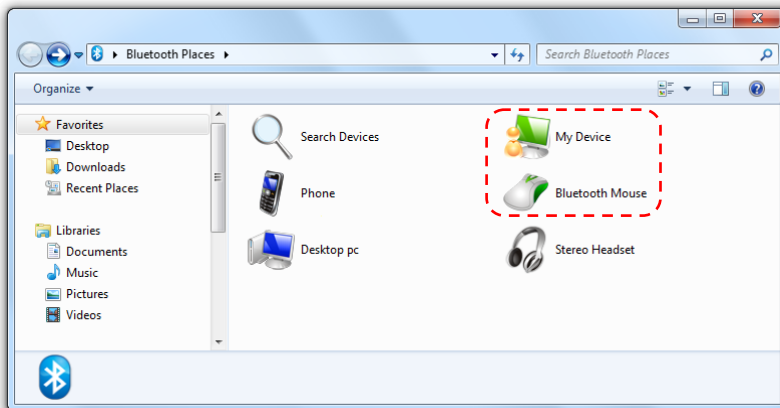 Bluetooth Places
Search Bluetooth Places
Organize
Favorites
Desktop
Downloads
Recent Places
Libraries
Documents
Music
Pictures
Videos
Search Devices
My Device
Phone
Bluetooth Mouse
Desktop pc
Stereo Headset